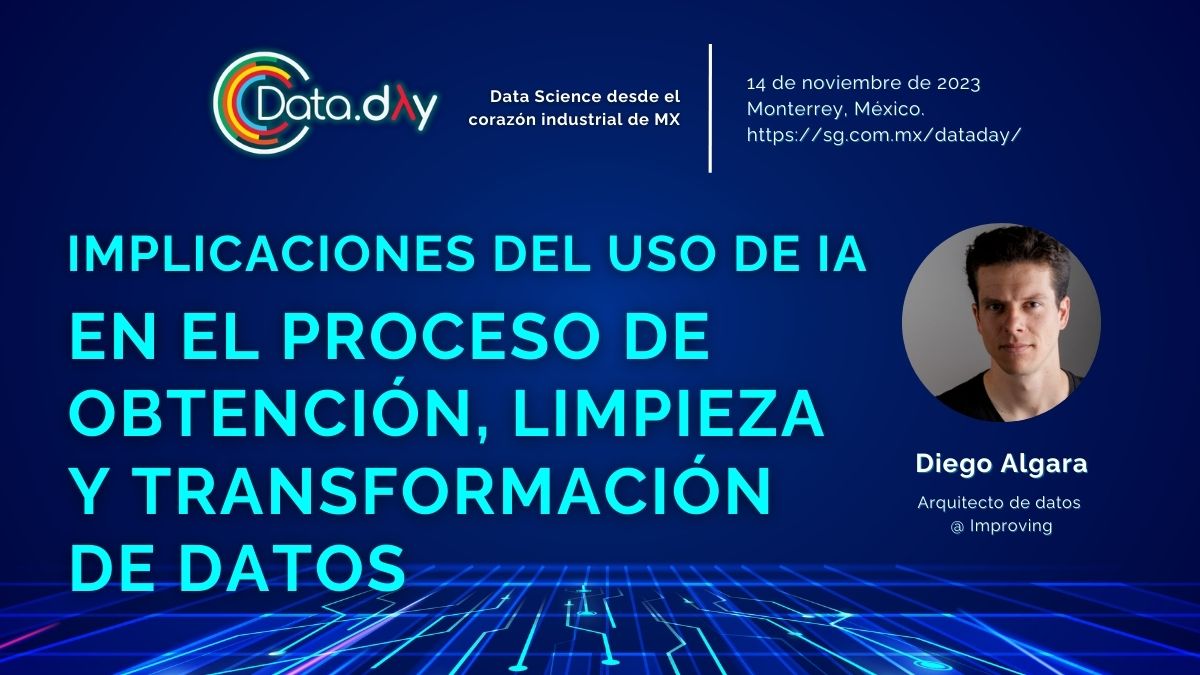 Data.dλy
Data Science desde el
corazón industrial de MX
14 de noviembre de 2023
Monterrey, México.
https://sg.com.mx/dataday/
IMPLICACIONES DEL USO DE IA
EN EL PROCESO DE
OBTENCIÓN, LIMPIEZA
Y TRANSFORMACIÓN
DE DATOS
Diego Algara
Arquitecto de datos
@ Improving